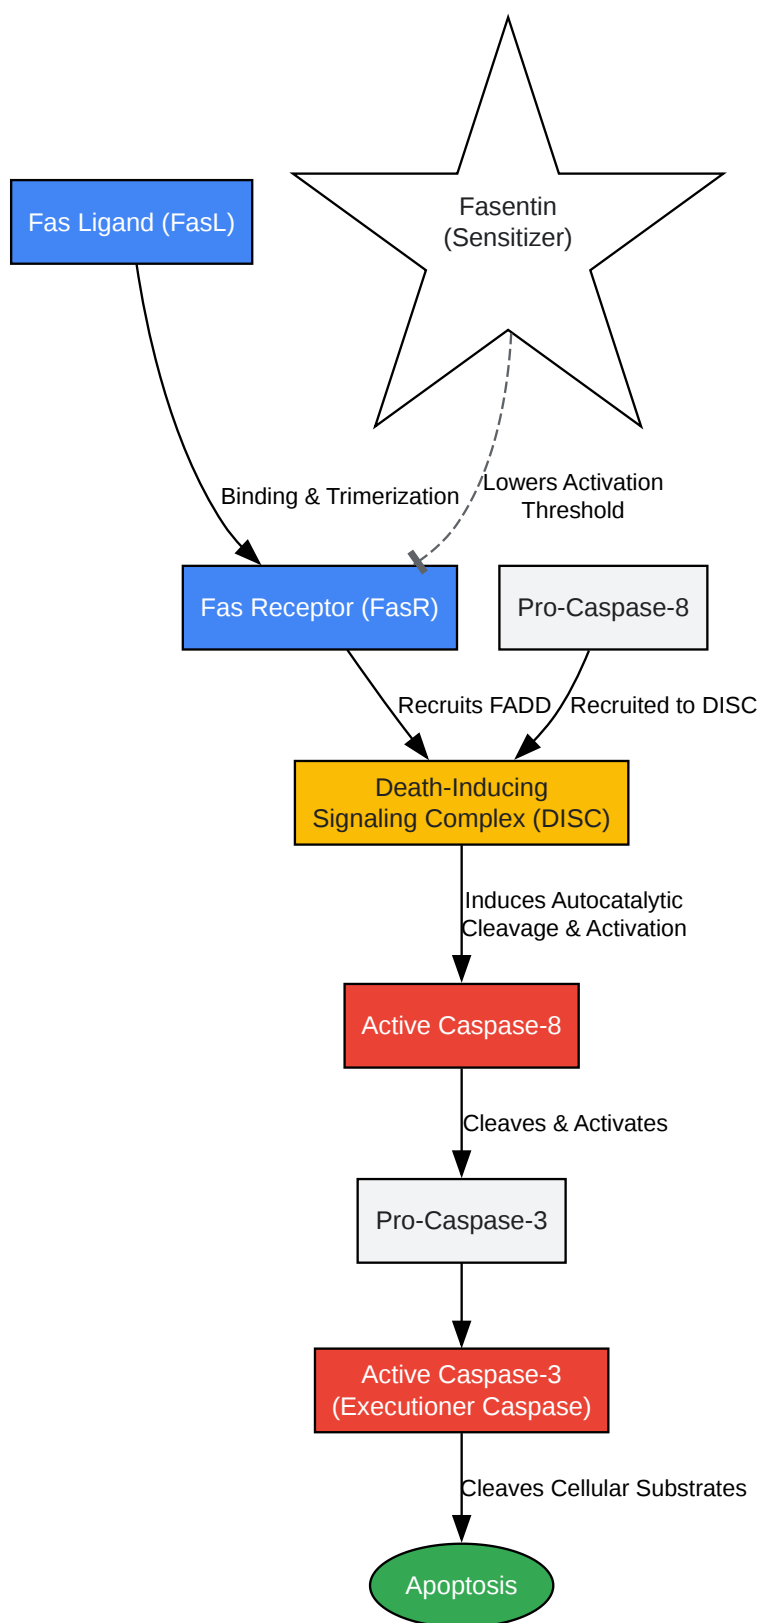 Fasentin
(Sensitizer)
Fas Ligand (FasL)
Lowers Activation
Threshold
Binding & Trimerization
Fas Receptor (FasR)
Pro-Caspase-8
Recruits FADD
Recruited to DISC
Death-Inducing
Signaling Complex (DISC)
Induces Autocatalytic
Cleavage & Activation
Active Caspase-8
Cleaves & Activates
Pro-Caspase-3
Active Caspase-3
(Executioner Caspase)
Cleaves Cellular Substrates
Apoptosis